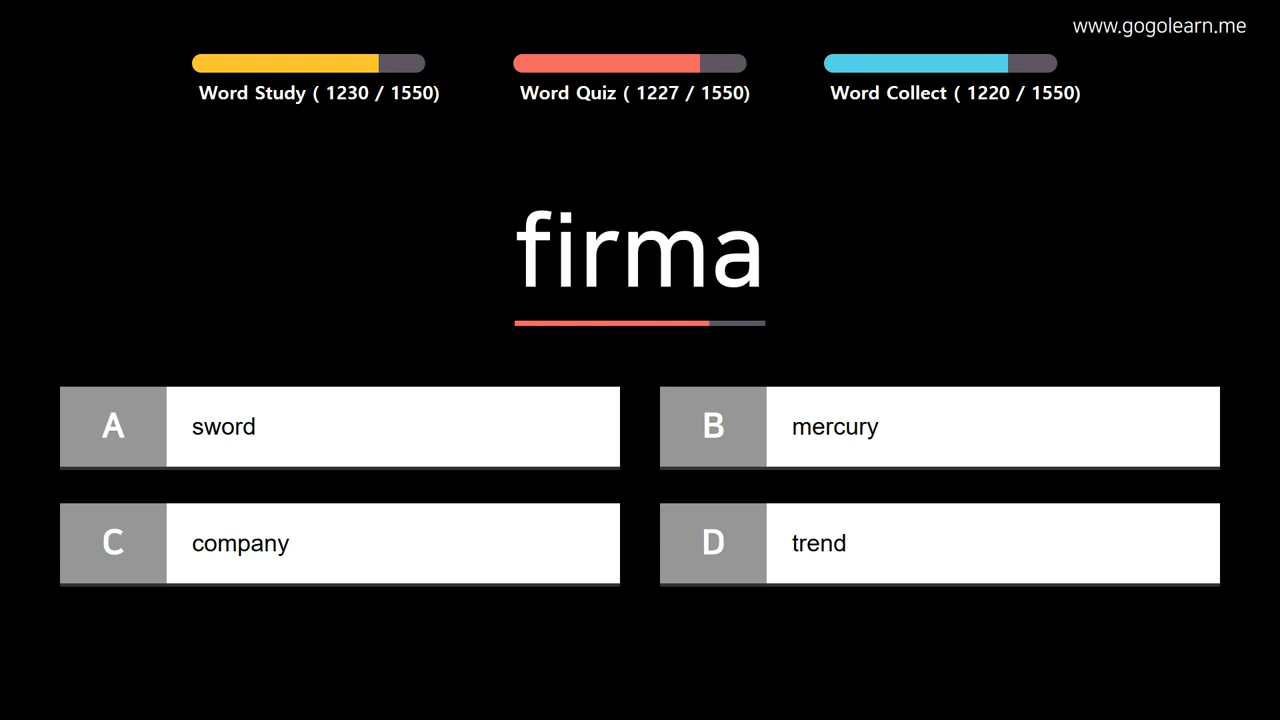 www.gogolearn.me
Word Study ( 1230 / 1550)
Word Quiz ( 1227 / 1550)
Word Collect ( 1220 / 1550)
firma
A sword
B mercury
C company
D trend